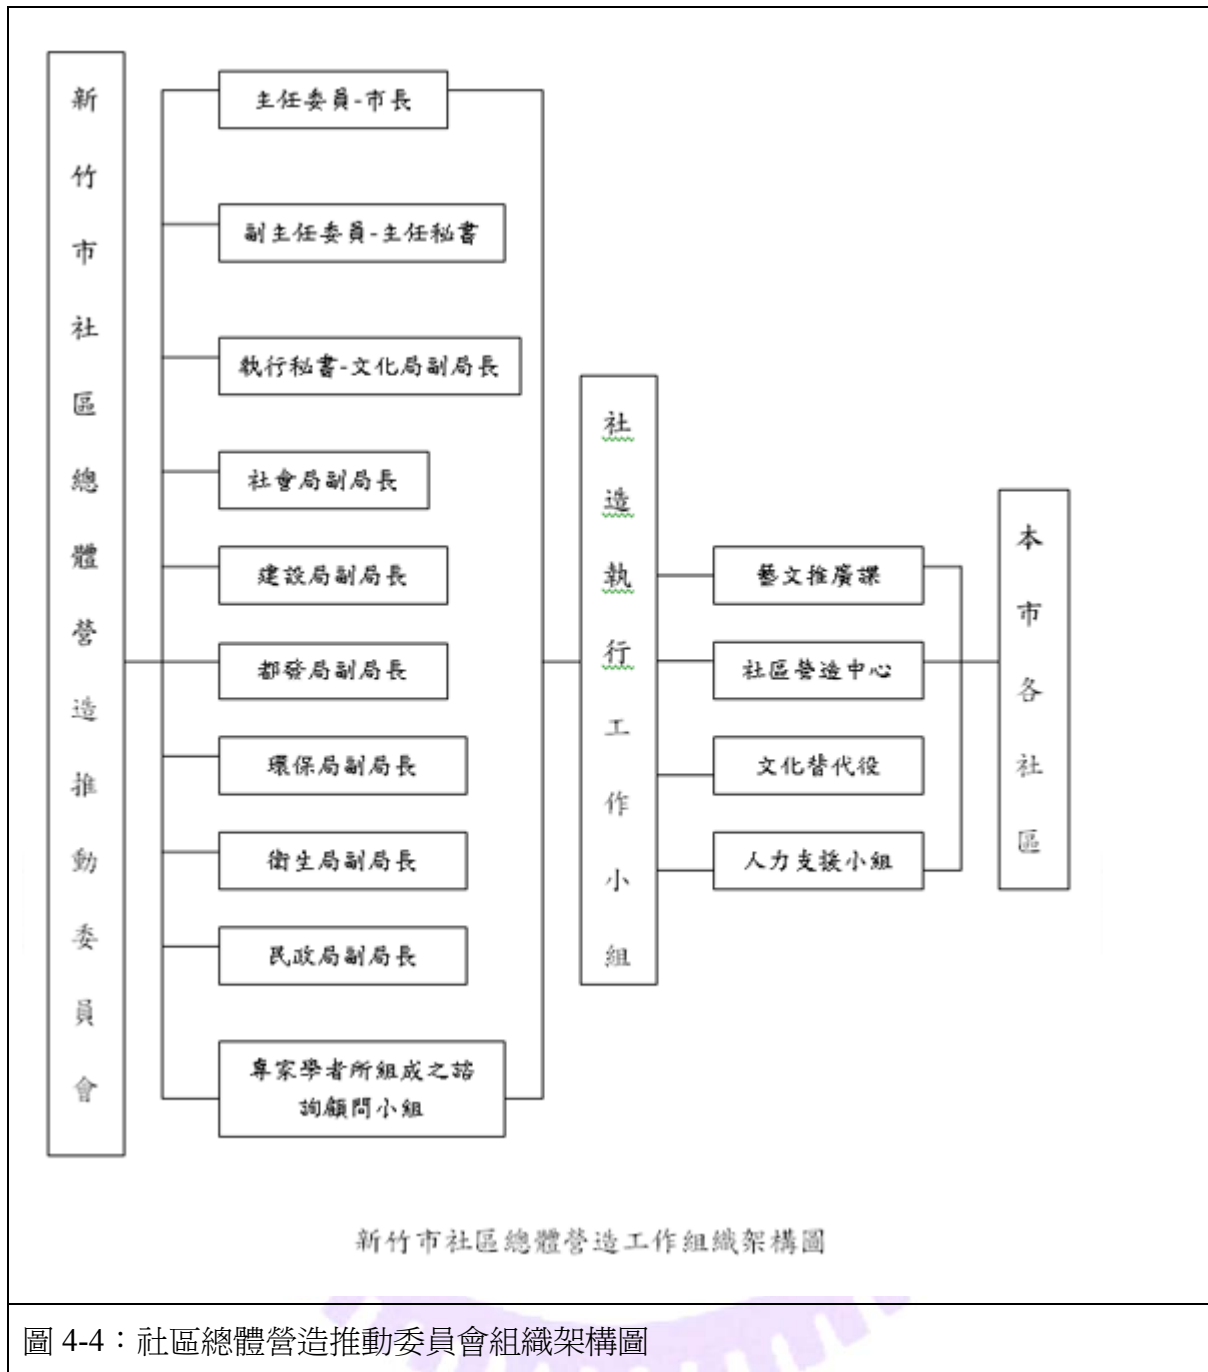 新竹市社區總體營造推動委員會
主任委員-市長
副主任委員-主任秘書
執行秘書-文化局副局長
社會局副局長
建設局副局長
都發局副局長
環保局副局長
衛生局副局長
民政局副局長
專家學者所組成之諮
詢顧問小組
社造執行工作小組
藝文推廣課
社區營造中心
文化替代役
人力支援小組
本市各社區
新竹市社區總體營造工作組織架構圖
圖 4-4：社區總體營造推動委員會組織架構圖